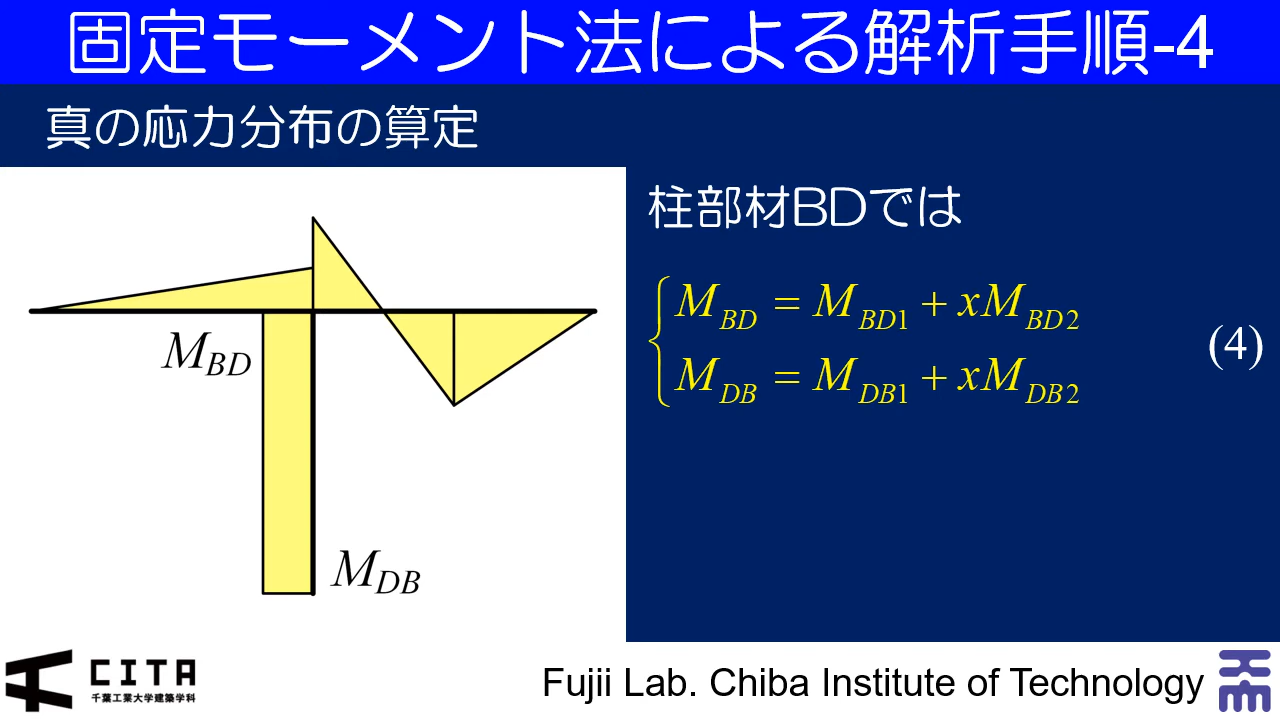 固定モーメント法による解析手順-4
真の応力分布の算定
柱部材BDでは
M_BD = M_BD1 + xM_BD2
M_DB = M_DB1 + xM_DB2
(4)
M_BD
M_DB
CITA
千葉工業大学建築学科
Fujii Lab. Chiba Institute of Technology